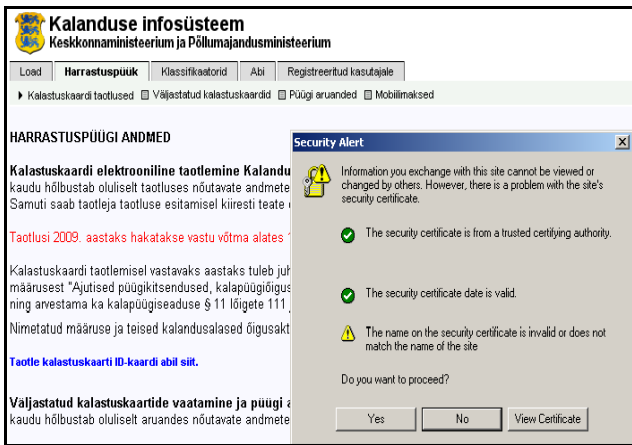 Kalanduse infosüsteem
Keskkonnaministeerium ja Põllumajandusministeerium
Load Harrastuspüük Klassifikaatorid Abi Registreeritud kasutajale
Kalastuskaardi taotlused Väljastatud kalastuskaardid Püügi aruanded Mobiilimaksed
HARRASTUSPÜÜGI ANDMED
Kalastuskaardi elektrooniline taotlemine Kalandu
kaudu hõlbustab oluliselt taotluses nõutavate andmete
Samuti saab taotleja taotluse esitamisel kiiresti teate
Taotlusi 2009. aastaks hakatakse vastu võtma alates
Kalastuskaardi taotlemisel vastavaks aastaks tuleb juh
määrusest "Ajutised püügikitsendused, kalapüügiõigus
ning arvestama ka kalapüügiseaduse § 11 lõigete 111
Nimetatud määruse ja teised kalandusalased õigusakt
Taotle kalastuskaarti ID-kaardi abil siit.
Väljastatud kalastuskaartide vaatamine ja püügi a
kaudu hõlbustab oluliselt aruandes nõutavate andmete
Security Alert
Information you exchange with this site cannot be viewed or
changed by others. However, there is a problem with the site's
security certificate.
The security certificate is from a trusted certifying authority.
The security certificate date is valid.
The name on the security certificate is invalid or does not
match the name of the site
Do you want to proceed?
Yes No View Certificate